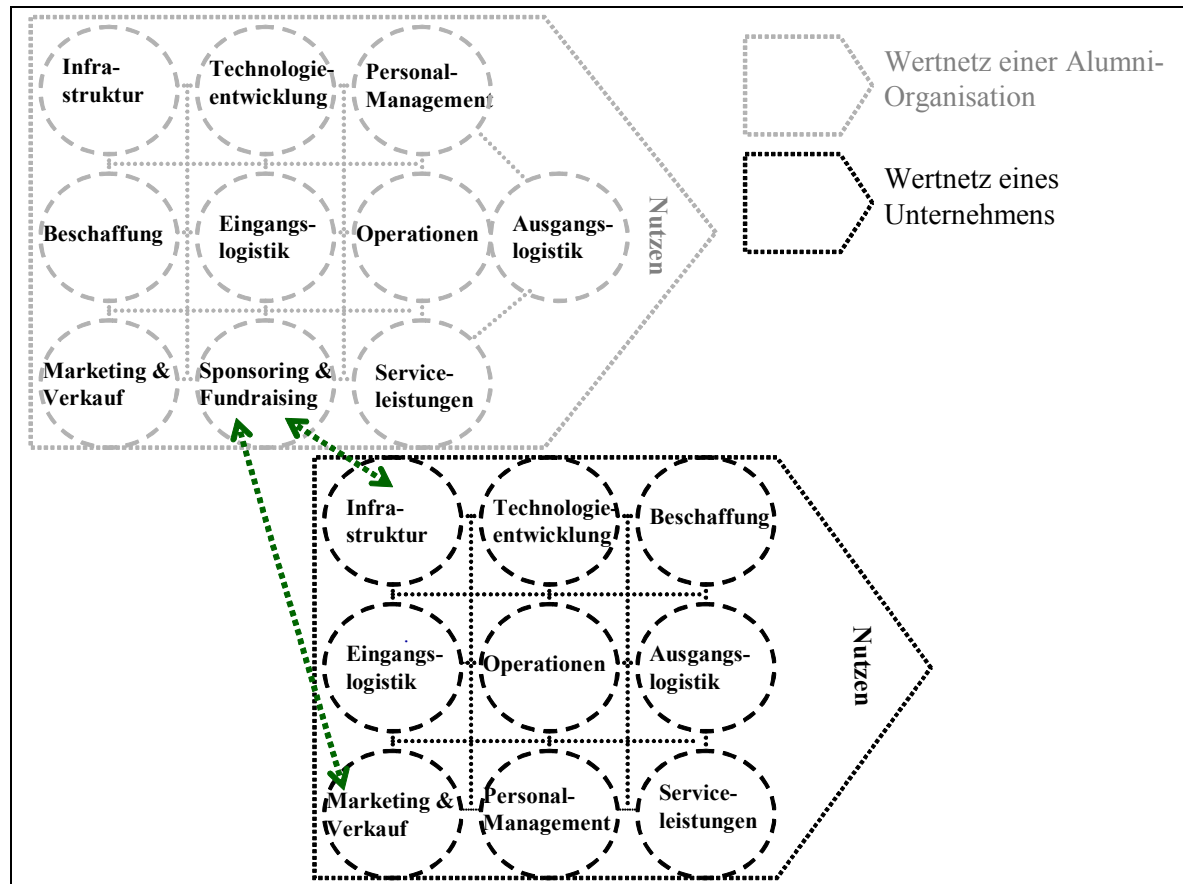 Infra-
struktur
Technologie-
entwicklung
Personal-
Management
Beschaffung
Eingangs-
logistik
Operationen
Ausgangs-
logistik
Nutzen
Marketing &
Verkauf
Sponsoring &
Fundraising
Service-
leistungen
Wertnetz einer Alumni-
Organisation
Wertnetz eines
Unternehmens
Infra-
struktur
Technologie-
entwicklung
Beschaffung
Eingangs-
logistik
Operationen
Ausgangs-
logistik
Nutzen
Marketing &
Verkauf
Personal-
Management
Service-
leistungen